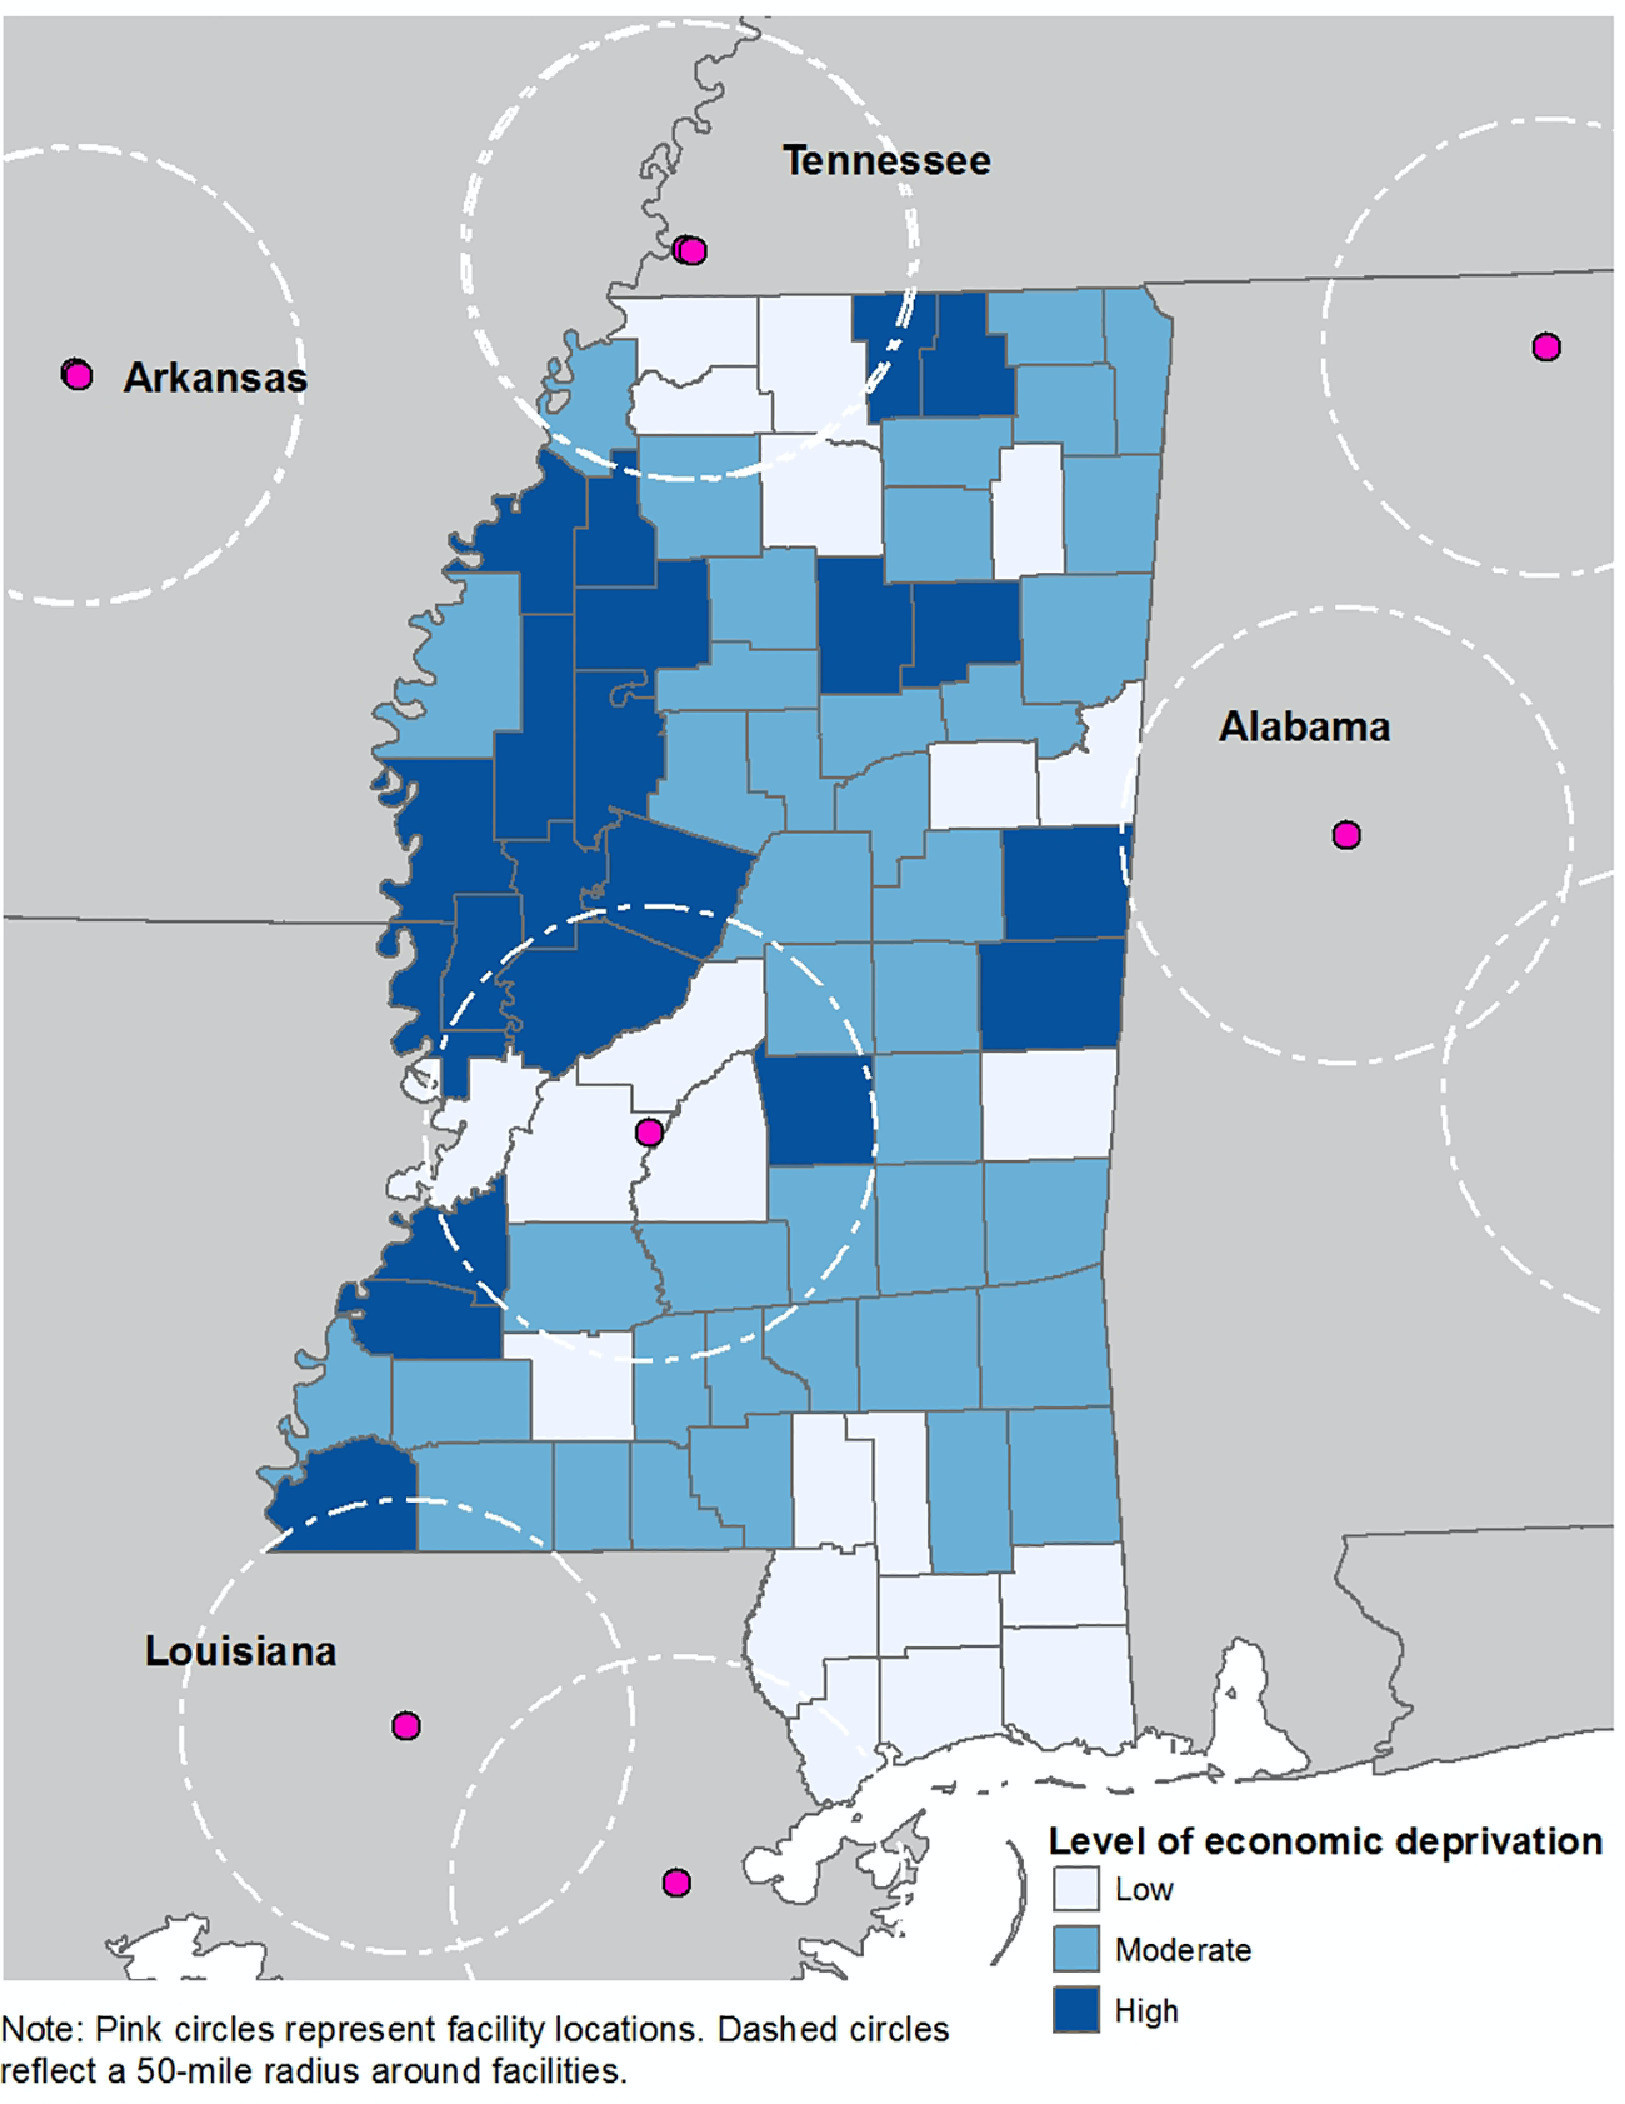 Tennessee
Arkansas
Alabama
Louisiana
Level of economic deprivation
Low
Moderate
High
Note: Pink circles represent facility locations. Dashed circles
reflect a 50-mile radius around facilities.